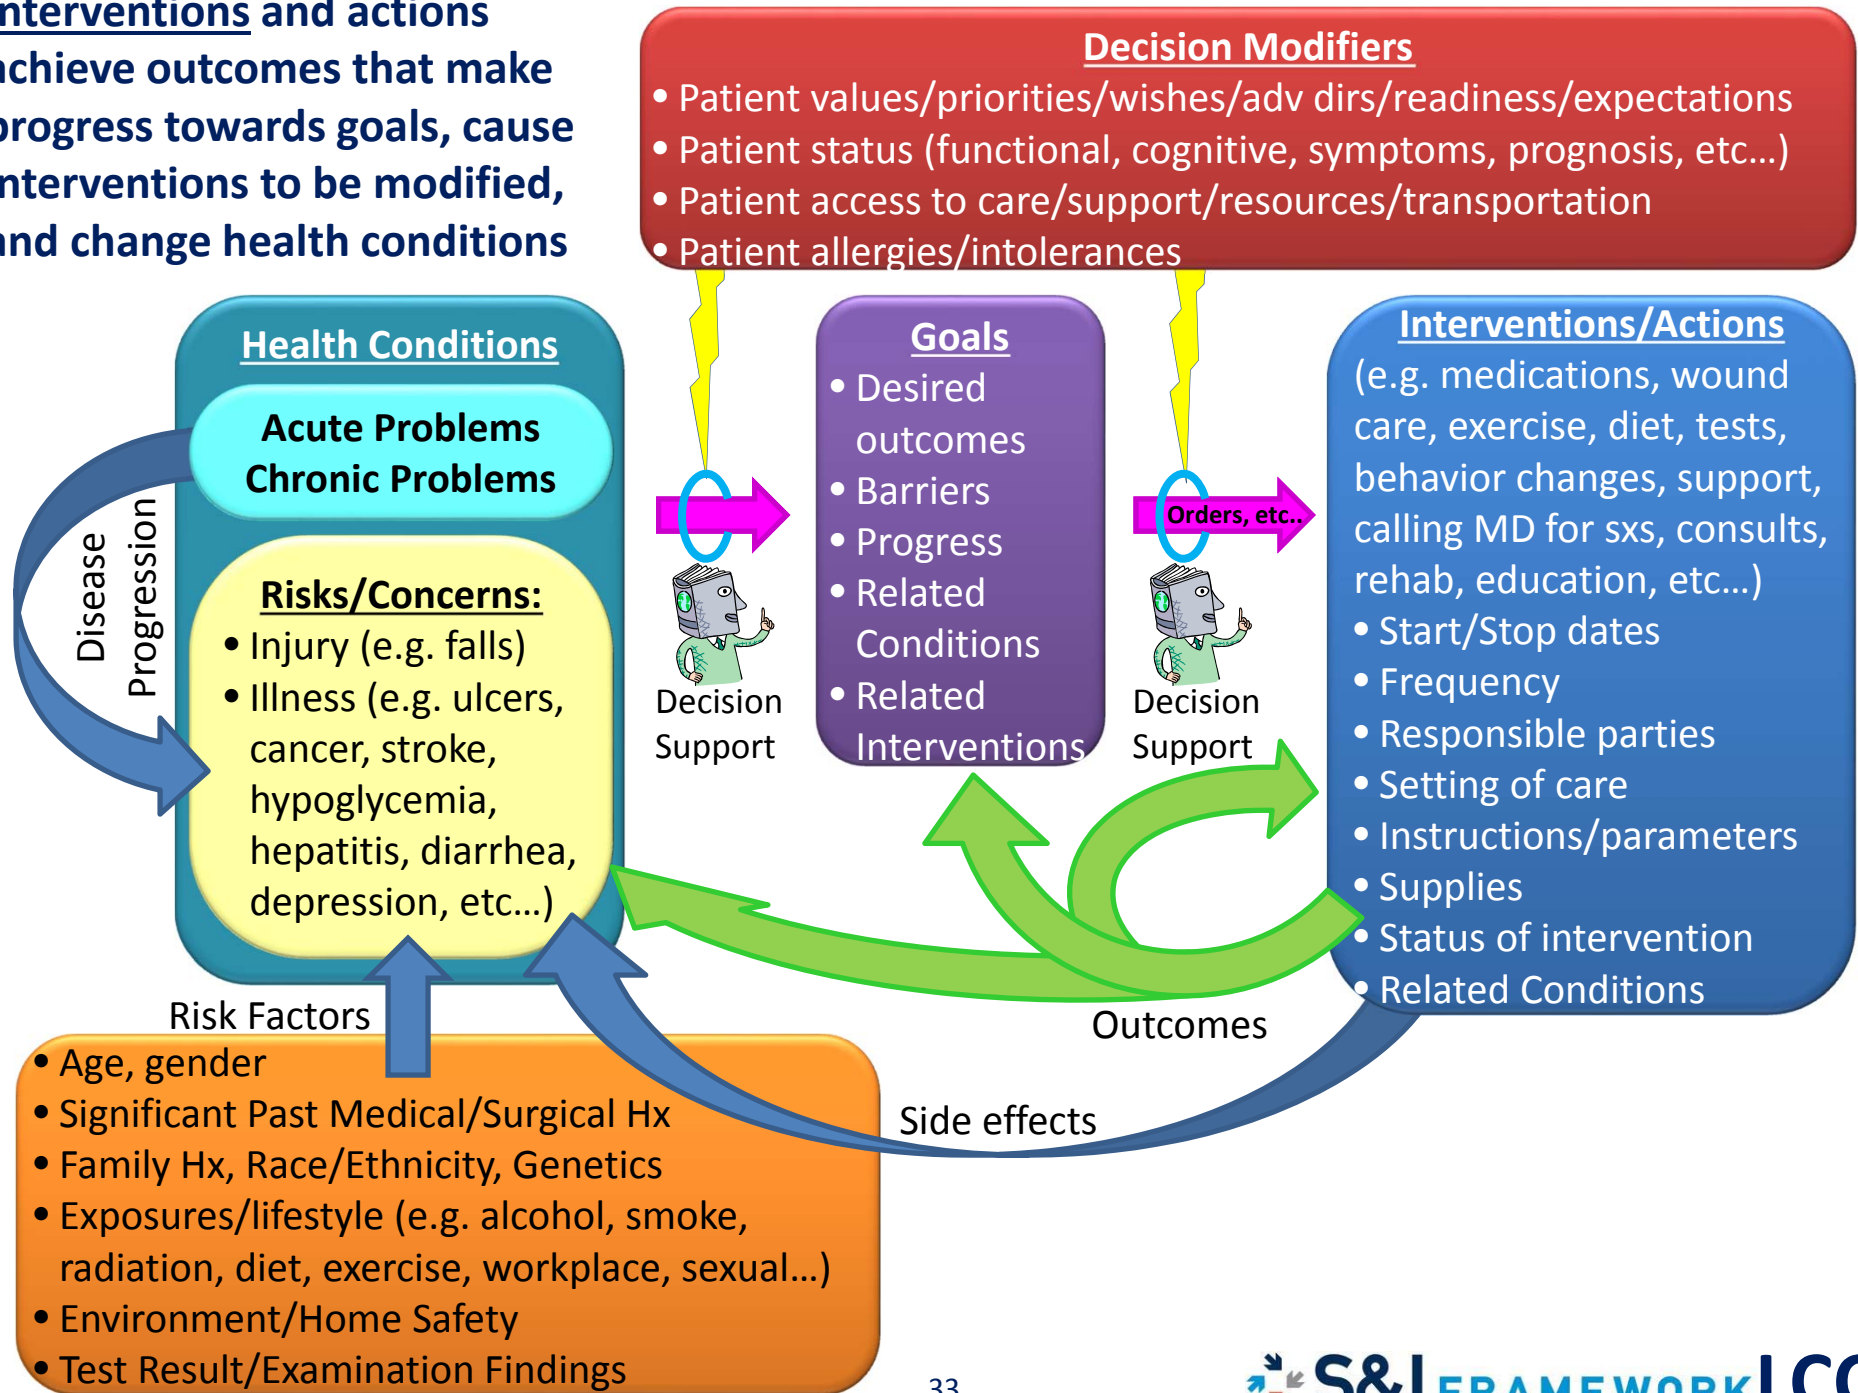 nterventions and actions
achieve outcomes that make
progress towards goals, cause
nterventions to be modified,
and change health conditions
Decision Modifiers
• Patient values/priorities/wishes/adv dirs/readiness/expectations
• Patient status (functional, cognitive, symptoms, prognosis, etc…)
• Patient access to care/support/resources/transportation
• Patient allergies/intolerances
Health Conditions
Acute Problems
Chronic Problems
Disease
Progression
Risks/Concerns:
• Injury (e.g. falls)
• Illness (e.g. ulcers,
cancer, stroke,
hypoglycemia,
hepatitis, diarrhea,
depression, etc…)
Decision
Support
Goals
• Desired
outcomes
• Barriers
• Progress
• Related
Conditions
• Related
Interventions
Orders, etc..
Decision
Support
Interventions/Actions
(e.g. medications, wound
care, exercise, diet, tests,
behavior changes, support,
calling MD for sxs, consults,
rehab, education, etc…)
• Start/Stop dates
• Frequency
• Responsible parties
• Setting of care
• Instructions/parameters
• Supplies
• Status of intervention
• Related Conditions
Outcomes
Side effects
Risk Factors
• Age, gender
• Significant Past Medical/Surgical Hx
• Family Hx, Race/Ethnicity, Genetics
• Exposures/lifestyle (e.g. alcohol, smoke,
radiation, diet, exercise, workplace, sexual…)
• Environment/Home Safety
• Test Result/Examination Findings
33
S&I FRAMEWORK LCC